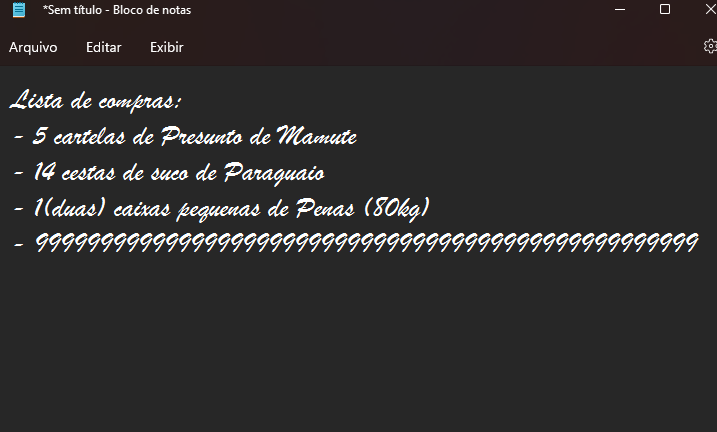 *Sem título - Bloco de notas
Arquivo Editar Exibir
Lista de compras:
- 5 cartelas de Presunto de Mamute
- 14 cestas de suco de Paraguaio
- 1(duas) caixas pequenas de Penas (80kg)
- 999999999999999999999999999999999999999999999999999